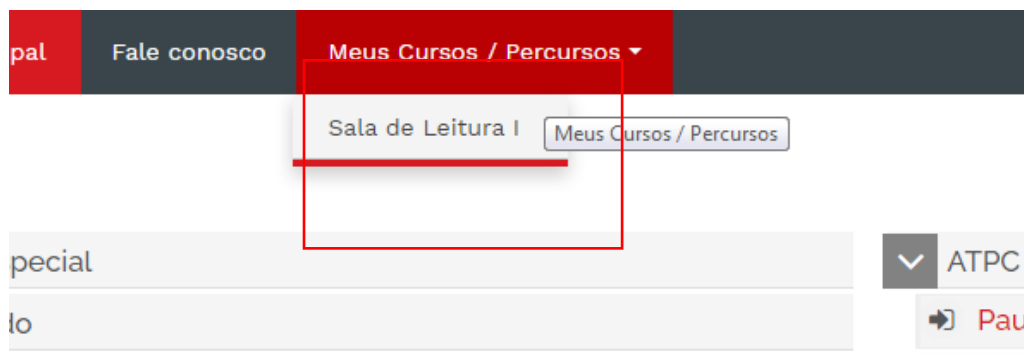 pal Fale conosco Meus Cursos / Percursos
Sala de Leitura I Meus Cursos / Percursos
pecial ATPC
do Pau